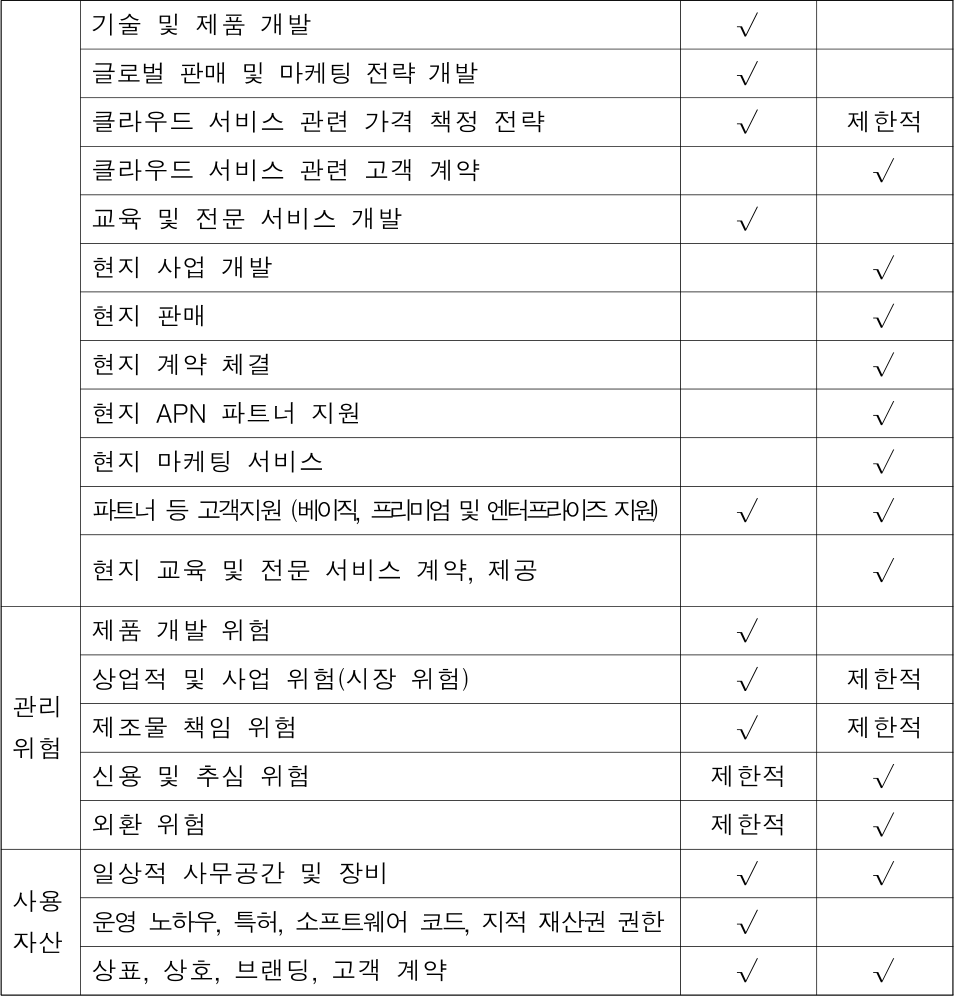 기술 및 제품 개발 √
글로벌 판매 및 마케팅 전략 개발 √
클라우드 서비스 관련 가격 책정 전략 √ 제한적
클라우드 서비스 관련 고객 계약 √
교육 및 전문 서비스 개발 √
현지 사업 개발 √
현지 판매 √
현지 계약 체결 √
현지 APN 파트너 지원 √
현지 마케팅 서비스 √
파트너 등 고객지원 (베이직, 프리미엄 및 엔터프라이즈 지원) √ √
현지 교육 및 전문 서비스 계약, 제공 √
관리
위험
제품 개발 위험 √
상업적 및 사업 위험(시장 위험) √ 제한적
제조물 책임 위험 √ 제한적
신용 및 추심 위험 제한적 √
외환 위험 제한적 √
사용
자산
일상적 사무공간 및 장비 √ √
운영 노하우, 특허, 소프트웨어 코드, 지적 재산권 권한 √
상표, 상호, 브랜딩, 고객 계약 √ √